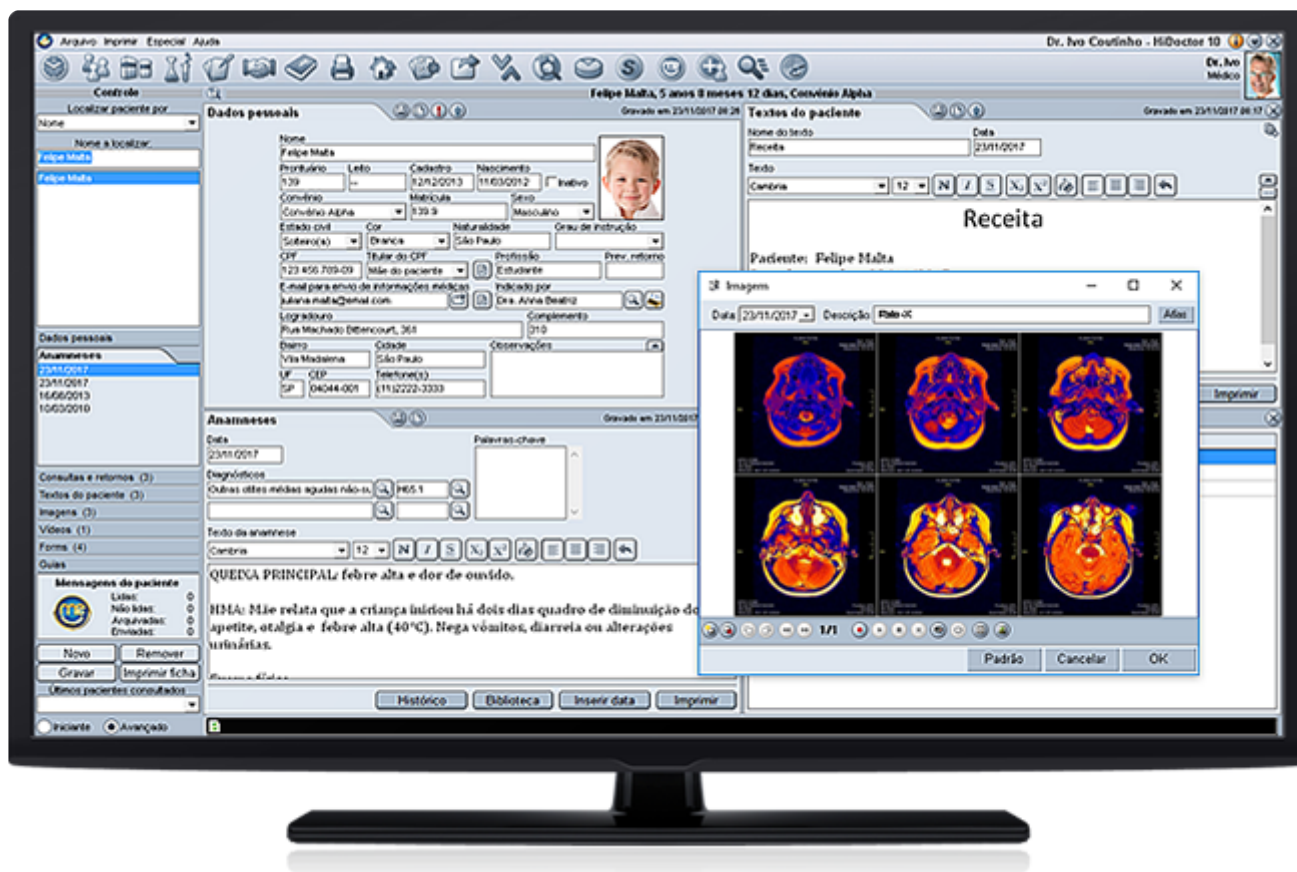 Arquivo Imprimir Especial Ajuda
Dr. Ivo Coutinho - HiDoctor 10
Dr. Ivo
Médico
Controle
Localizar paciente por
Nome
Nome a localizar:
Felipe Malta
Felipe Malta
Dados pessoais
Anamneses
23/11/2017
23/11/2017
16/08/2013
10/03/2010
Consultas e retornos (3)
Textos do paciente (3)
Imagens (3)
Vídeos (1)
Forms (4)
Guias
Mensagens do paciente
Lidas: 0
Não lidas: 0
Arquivadas: 0
Enviadas: 0
Novo Remover
Gravar Imprimir ficha
Últimos pacientes consultados
Iniciante Avançado
Felipe Malta, 5 anos 8 meses 12 dias, Convênio Alpha
Dados pessoais
Gravado em 23/11/2017 08:26
Nome
Felipe Malta
Prontuário Leito Cadastro Nascimento
139 -- 12/12/2013 11/03/2012 Inativo
Convênio Matrícula Sexo
Convênio Alpha 139.9 Masculino
Estado civil Cor Naturalidade Grau de instrução
Solteiro(a) Branca São Paulo
CPF Titular do CPF Profissão Prev. retorno
123.456.789-09 Mãe do paciente Estudante
E-mail para envio de informações médicas Indicado por
juliana.malta@email.com Dra. Anna Beatriz
Logradouro Complemento
Rua Machado Bittencourt, 361 310
Bairro Cidade Observações
Vila Madalena São Paulo
UF CEP Telefone(s)
SP 04044-001 (11)2222-3333
Anamneses
Gravado em 23/11/2017
Data Palavras-chave
23/11/2017
Diagnósticos
Outras otites médias agudas não-su H65.1
Texto da anamnese
Cambria 12 N I S X₂ X²
QUEIXA PRINCIPAL: febre alta e dor de ouvido.
HMA: Mãe relata que a criança iniciou há dois dias quadro de diminuição do
apetite, otalgia e febre alta (40°C). Nega vômitos, diarreia ou alterações
urinárias.
Histórico Biblioteca Inserir data Imprimir
Textos do paciente
Gravado em 23/11/2017 08:17
Nome do texto Data
Receita 23/11/2017
Texto
Cambria 12 N I S X₂ X²
Receita
Paciente: Felipe Malta
Imprimir
Imagem
Data 23/11/2017 Descrição Raio-X Atlas
1/1
Padrão Cancelar OK